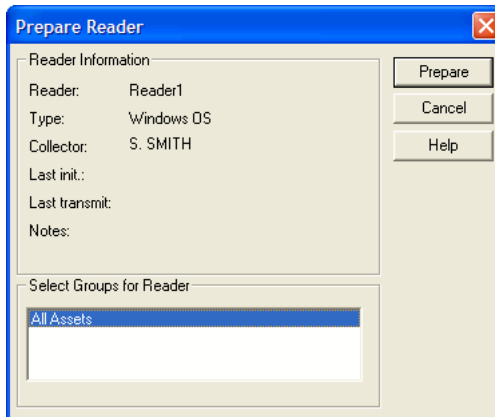 Prepare Reader
Reader Information
Reader: Reader1
Type: Windows OS
Collector: S. SMITH
Last init.:
Last transmit:
Notes:
Select Groups for Reader
All Assets
Prepare
Cancel
Help